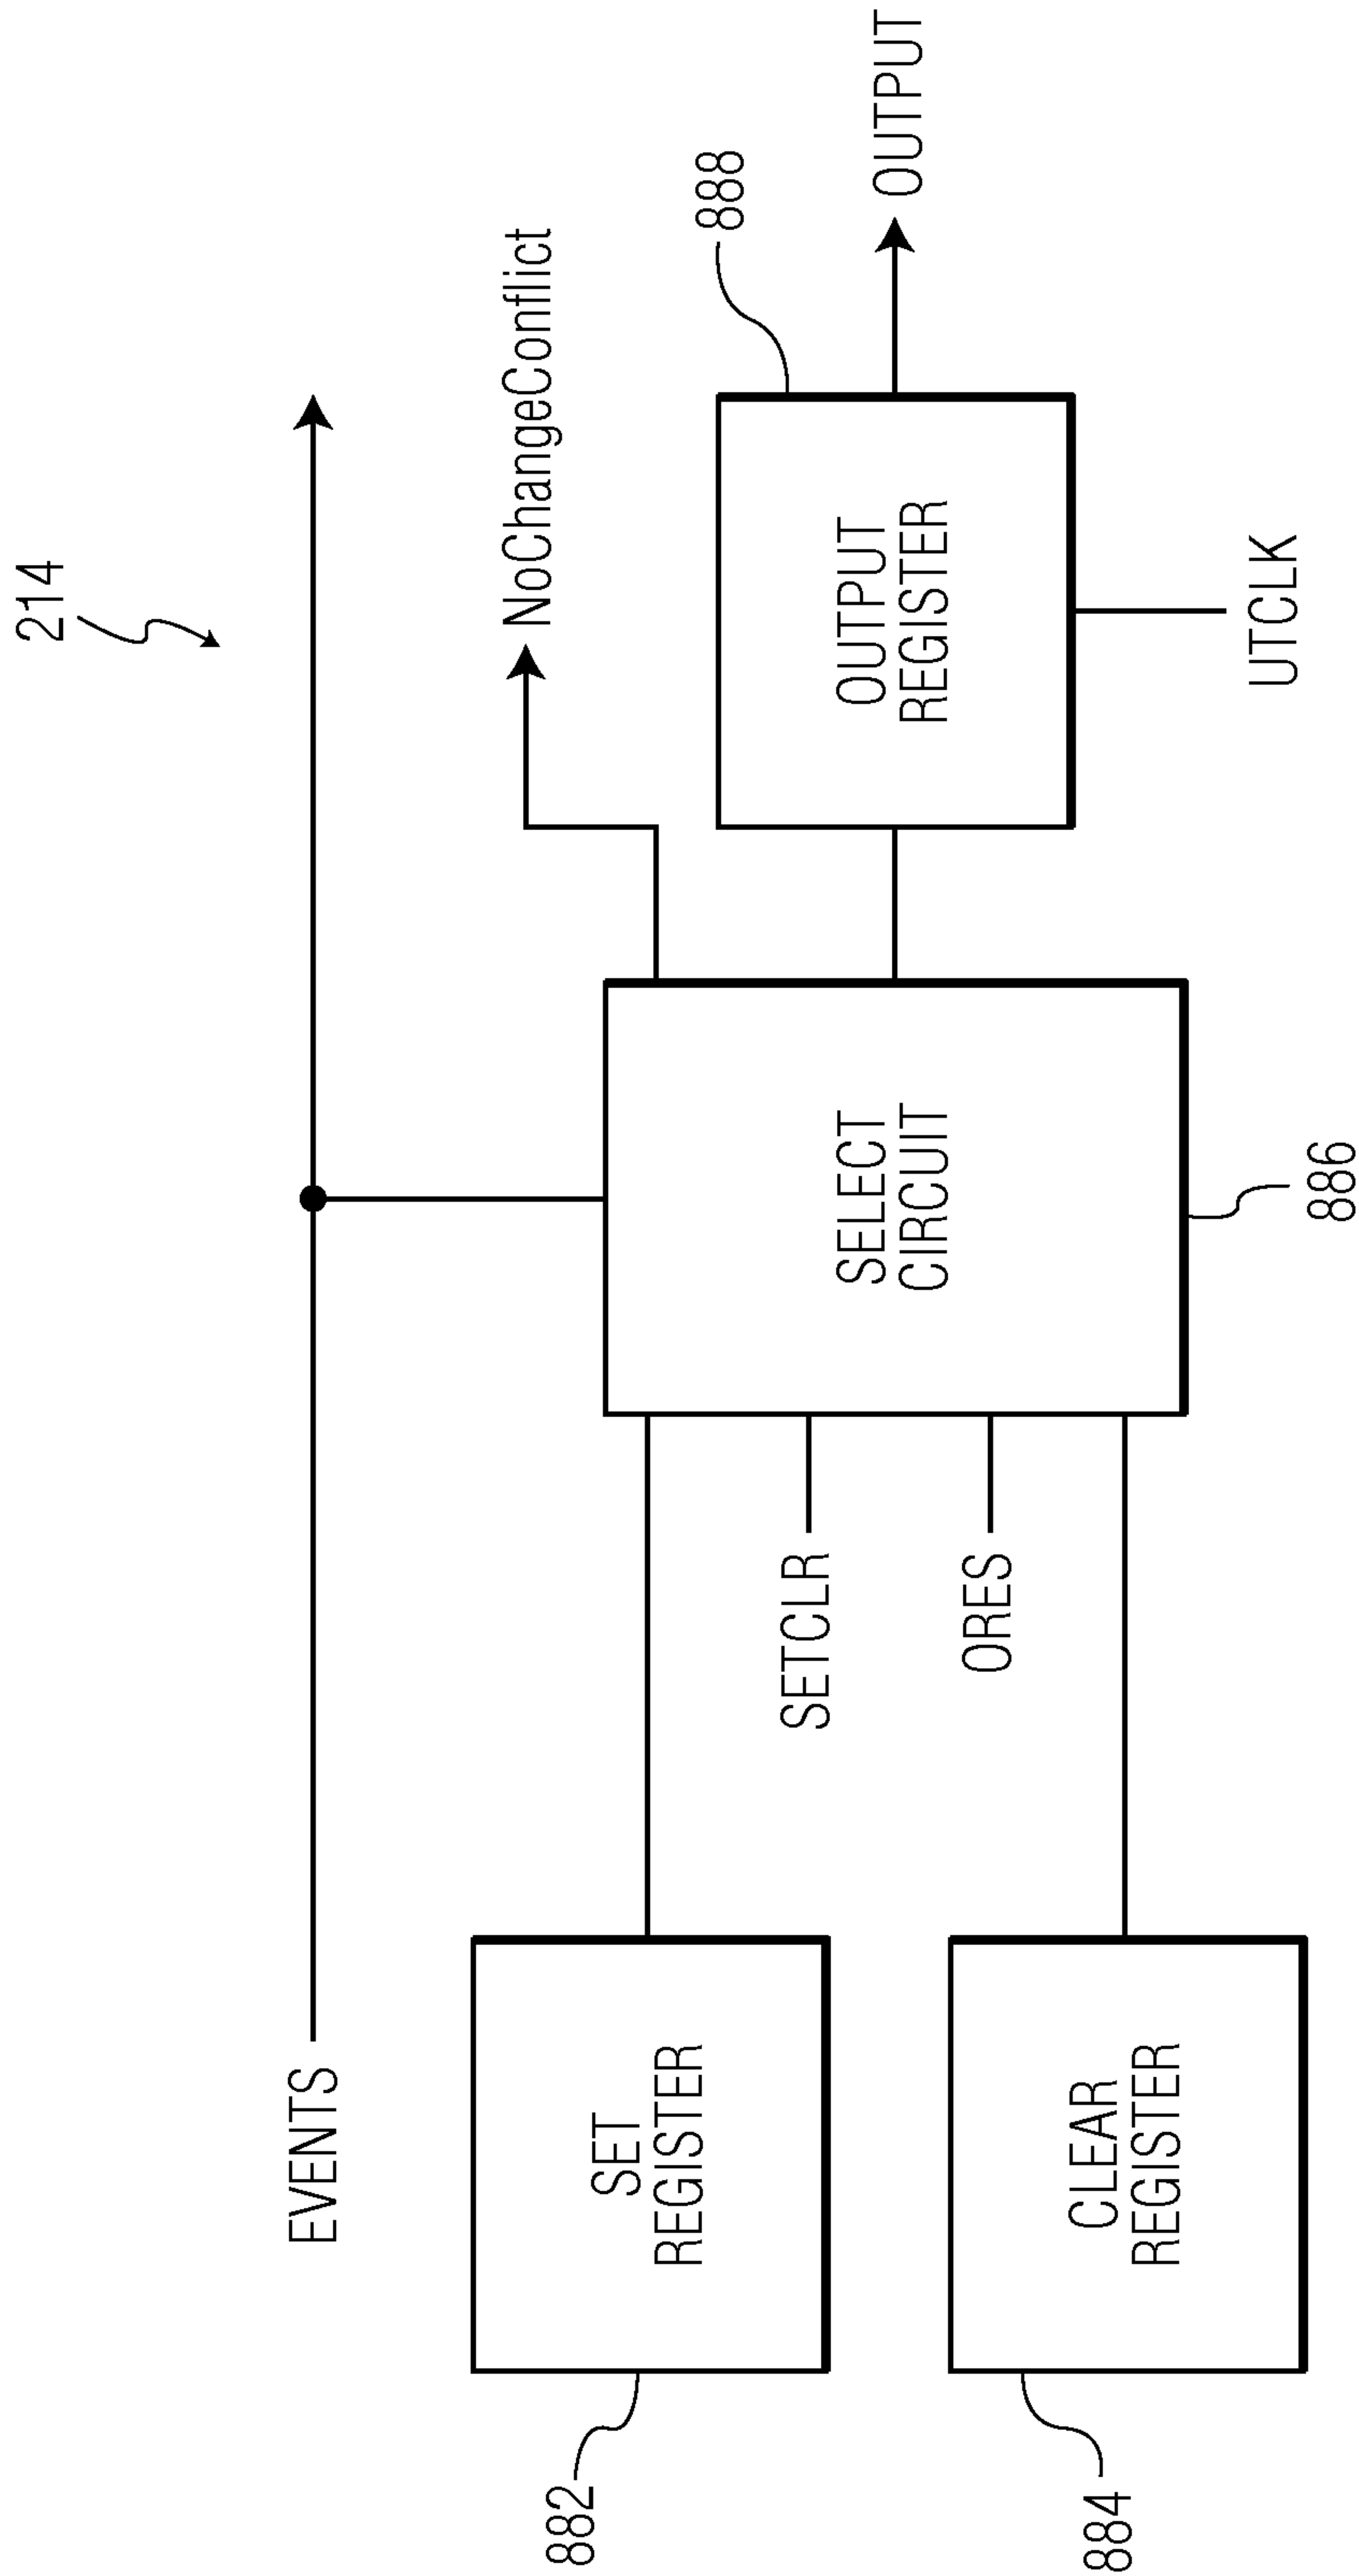 214
EVENTS
NoChangeConflict
882
SET
REGISTER
SETCLR
ORES
884
CLEAR
REGISTER
SELECT
CIRCUIT
886
888
OUTPUT
REGISTER
OUTPUT
UTCLK